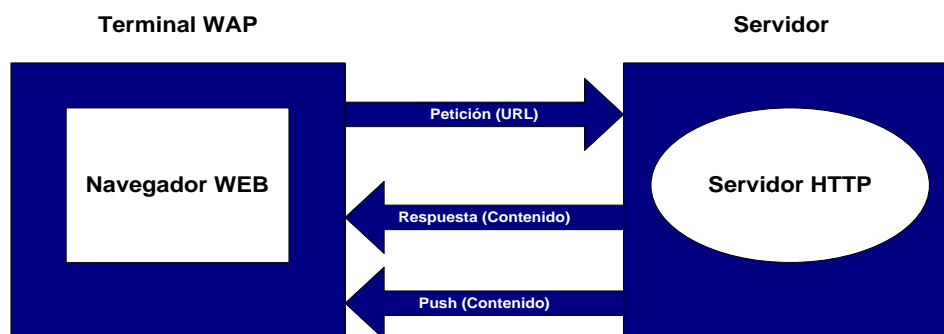 Terminal WAP
Servidor
Petición (URL)
Navegador WEB
Servidor HTTP
Respuesta (Contenido)
Push (Contenido)